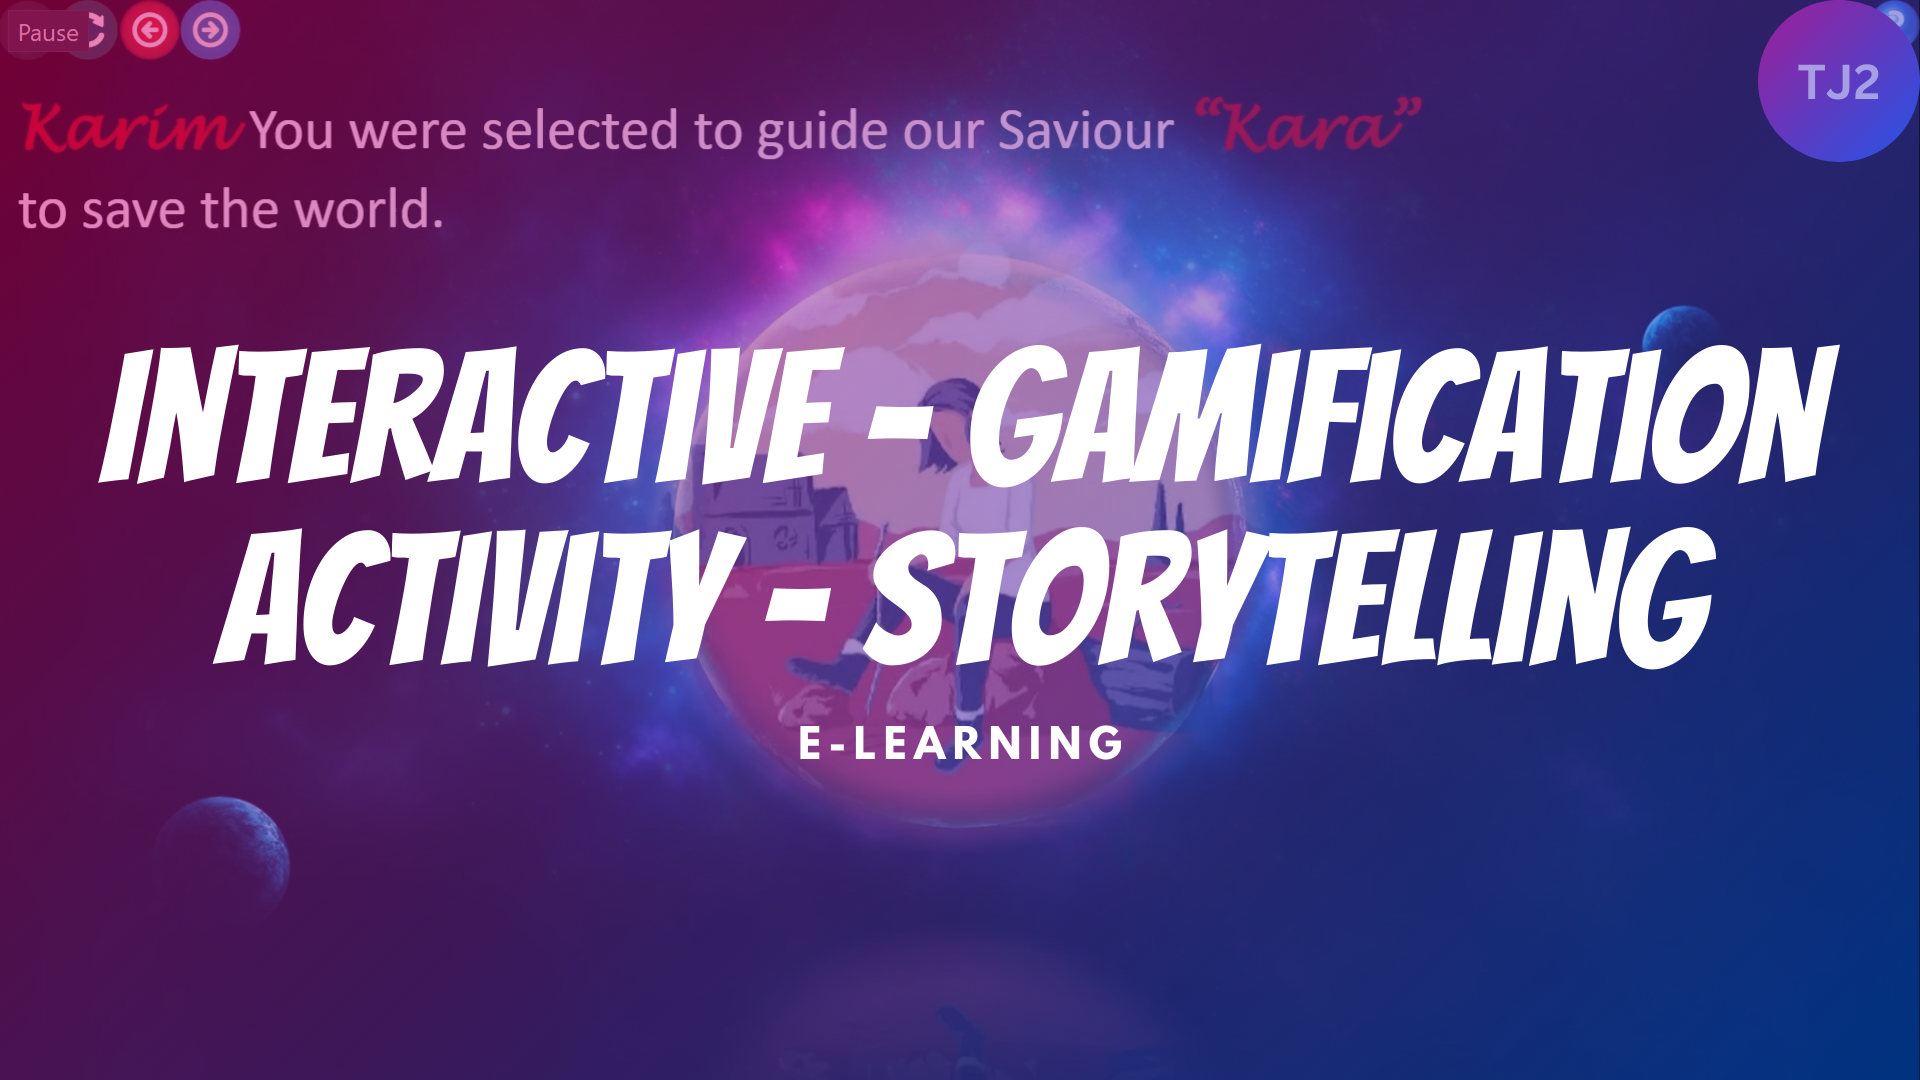 Pause
TJ2
Karim You were selected to guide our Saviour “Kara”
to save the world.
INTERACTIVE - GAMIFICATION
ACTIVITY - STORYTELLING
E-LEARNING